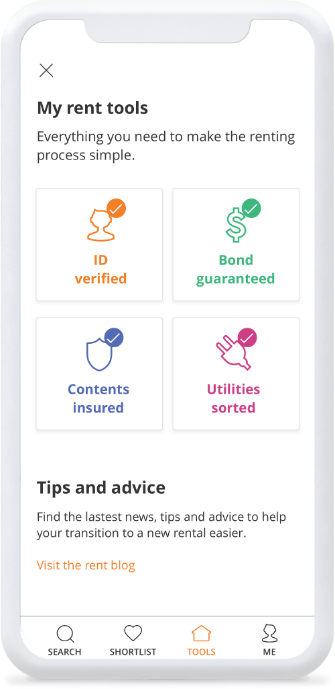 My rent tools
Everything you need to make the renting
process simple.
ID
verified
Bond
guaranteed
Contents
insured
Utilities
sorted
Tips and advice
Find the lastest news, tips and advice to help
your transition to a new rental easier.
Visit the rent blog
SEARCH
SHORTLIST
TOOLS
ME